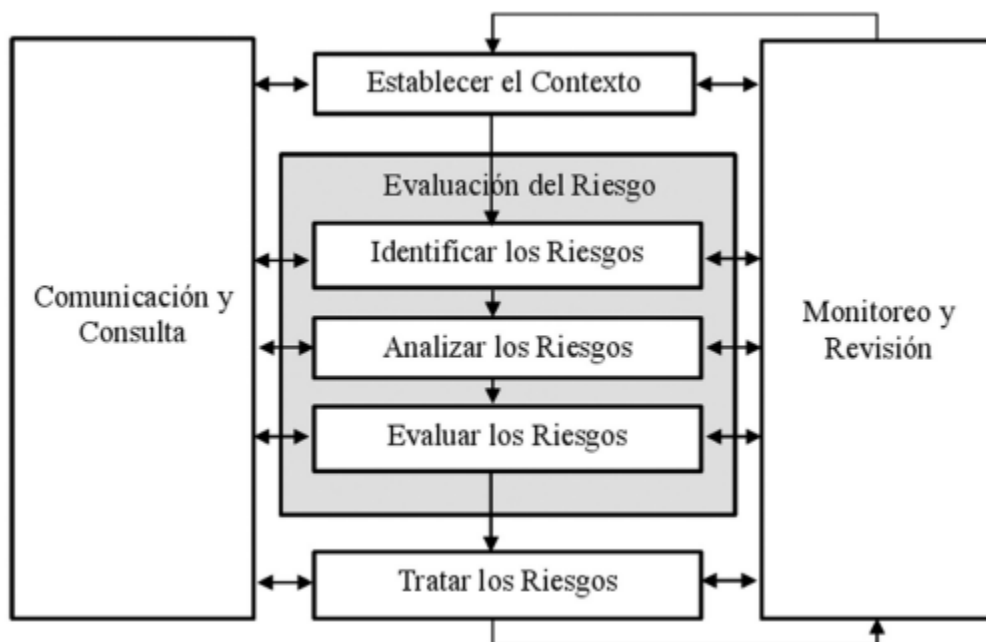 Establecer el Contexto
Evaluación del Riesgo
Identificar los Riesgos
Comunicación y
Consulta
Analizar los Riesgos
Monitoreo y
Revisión
Evaluar los Riesgos
Tratar los Riesgos